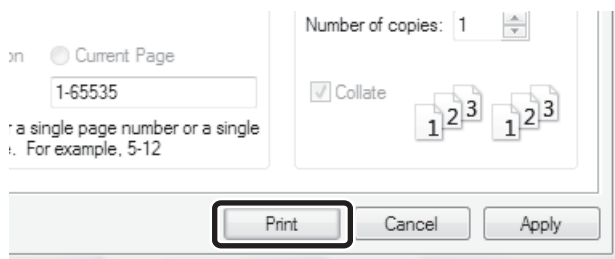 Number of copies: 1
on Current Page
1-65535
Collate
1 2 3 1 2 3
r a single page number or a single
. For example, 5-12
Print Cancel Apply